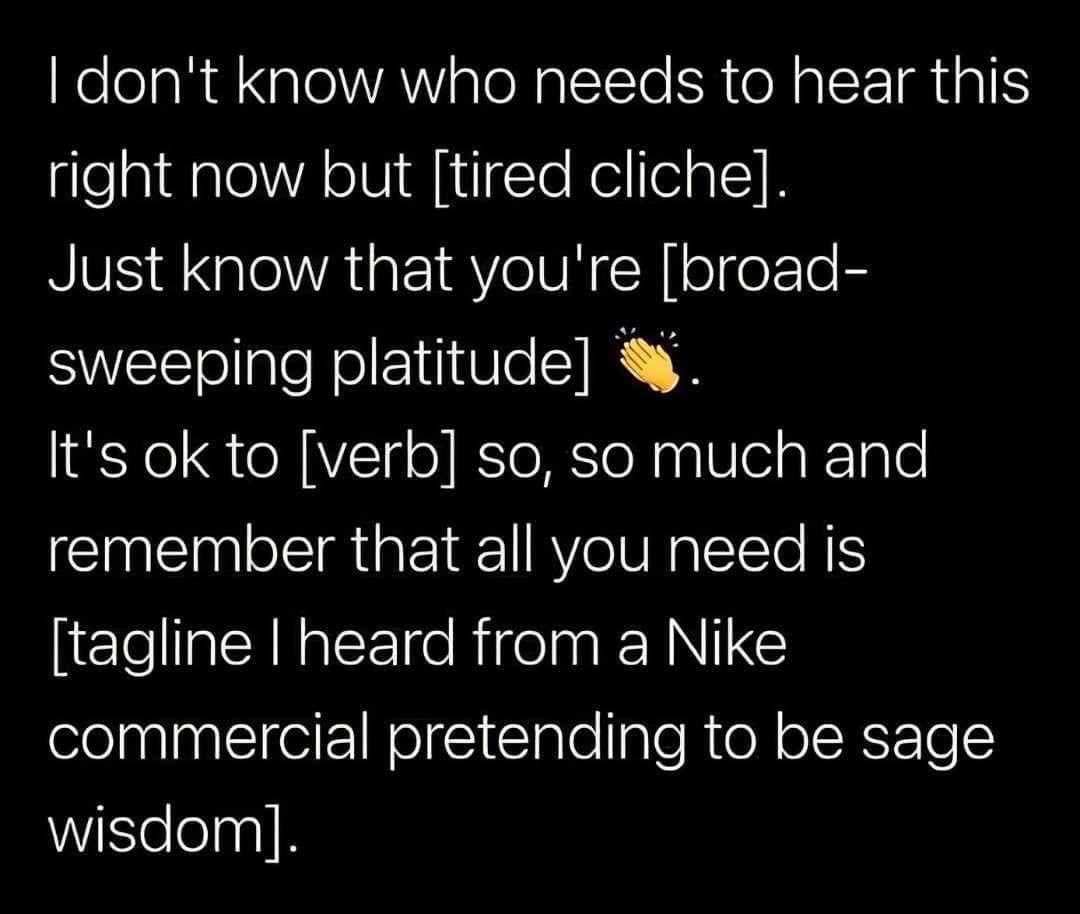 I don't know who needs to hear this
right now but [tired cliche].
Just know that you're [broad-
sweeping platitude] 👏.
It's ok to [verb] so, so much and
remember that all you need is
[tagline I heard from a Nike
commercial pretending to be sage
wisdom].